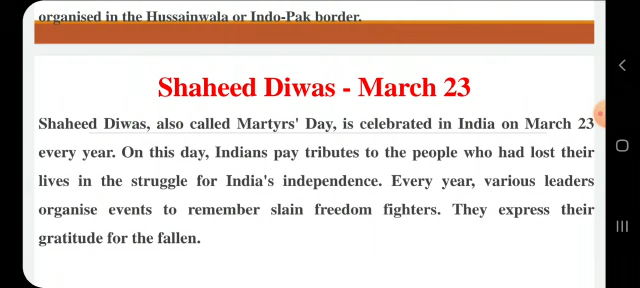 organised in the Hussainwala or Indo-Pak border.
Shaheed Diwas - March 23
Shaheed Diwas, also called Martyrs' Day, is celebrated in India on March 23
every year. On this day, Indians pay tributes to the people who had lost their
lives in the struggle for India's independence. Every year, various leaders
organise events to remember slain freedom fighters. They express their
gratitude for the fallen.